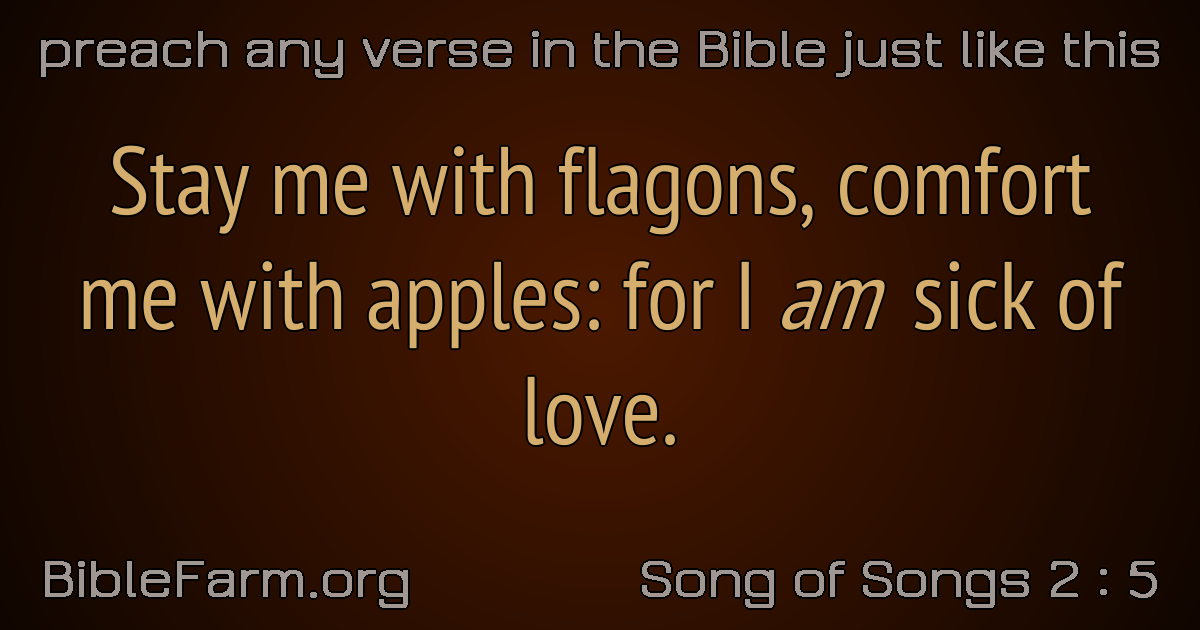 preach any verse in the Bible just like this
Stay me with flagons, comfort
me with apples: for I am sick of
love.
BibleFarm.org
Song of Songs 2 : 5